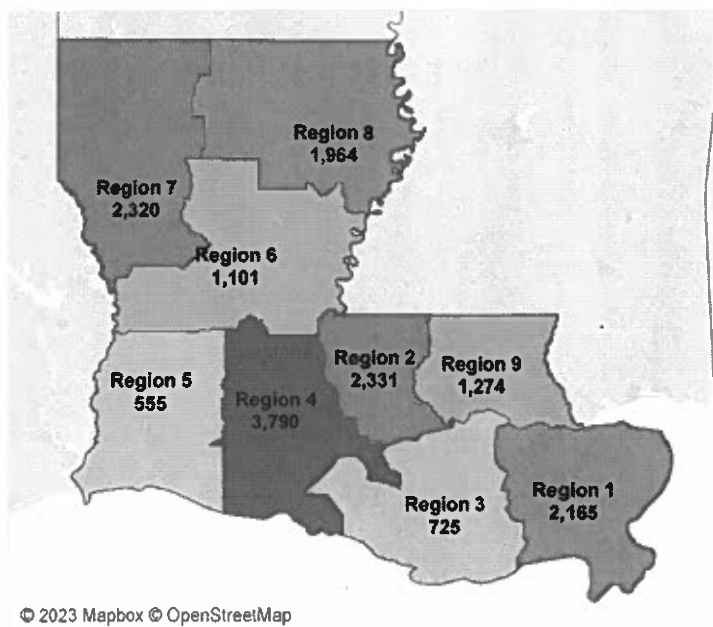 Region 8
1,964
Region 7
2,320
Region 6
1,101
Region 2
2,331
Region 9
1,274
Region 5
555
Region 4
3,790
Region 3
725
Region 1
2,165
© 2023 Mapbox © OpenStreetMap